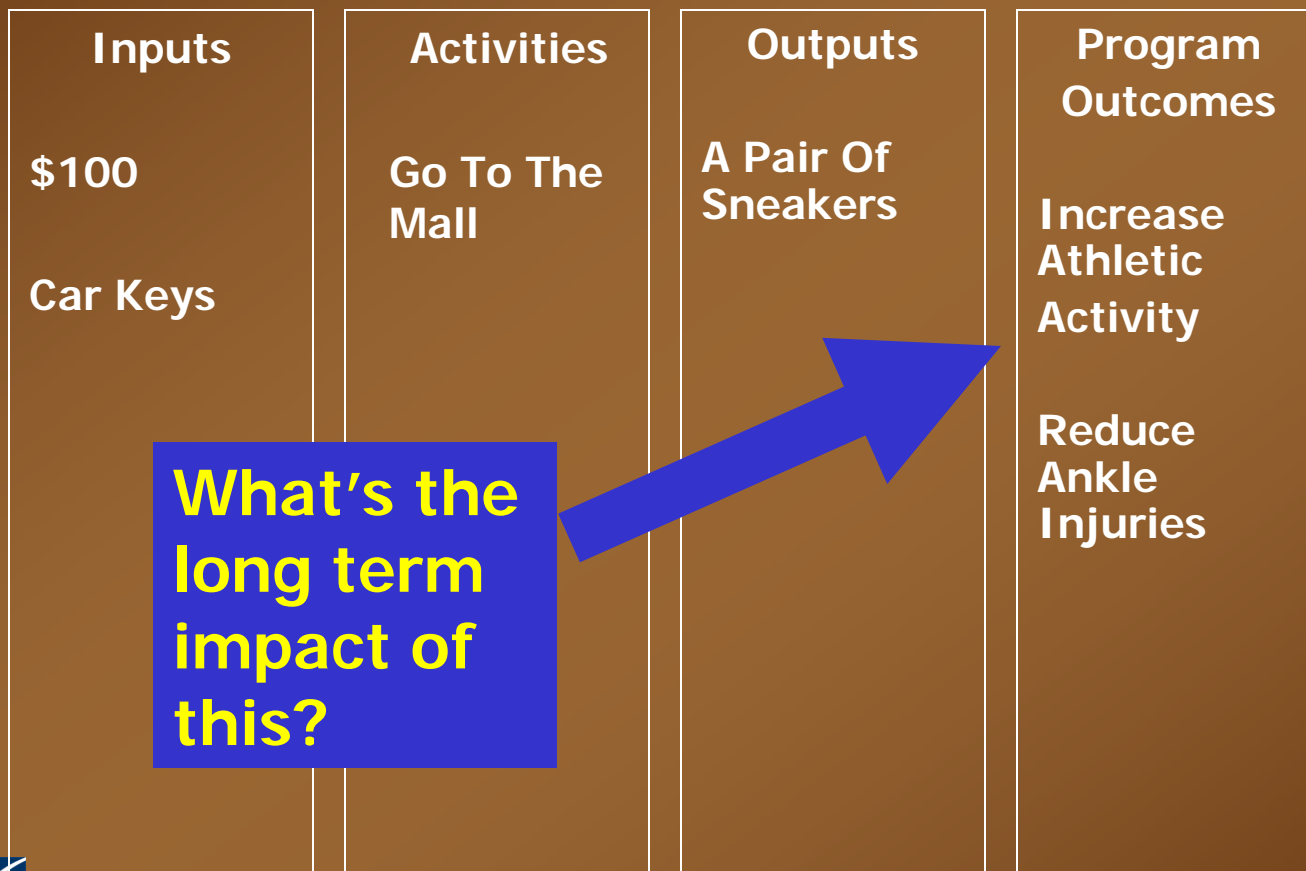 Inputs
$100
Car Keys
Activities
Go To The
Mall
Outputs
A Pair Of
Sneakers
Program
Outcomes
Increase
Athletic
Activity
Reduce
Ankle
Injuries
What's the
long term
impact of
this?